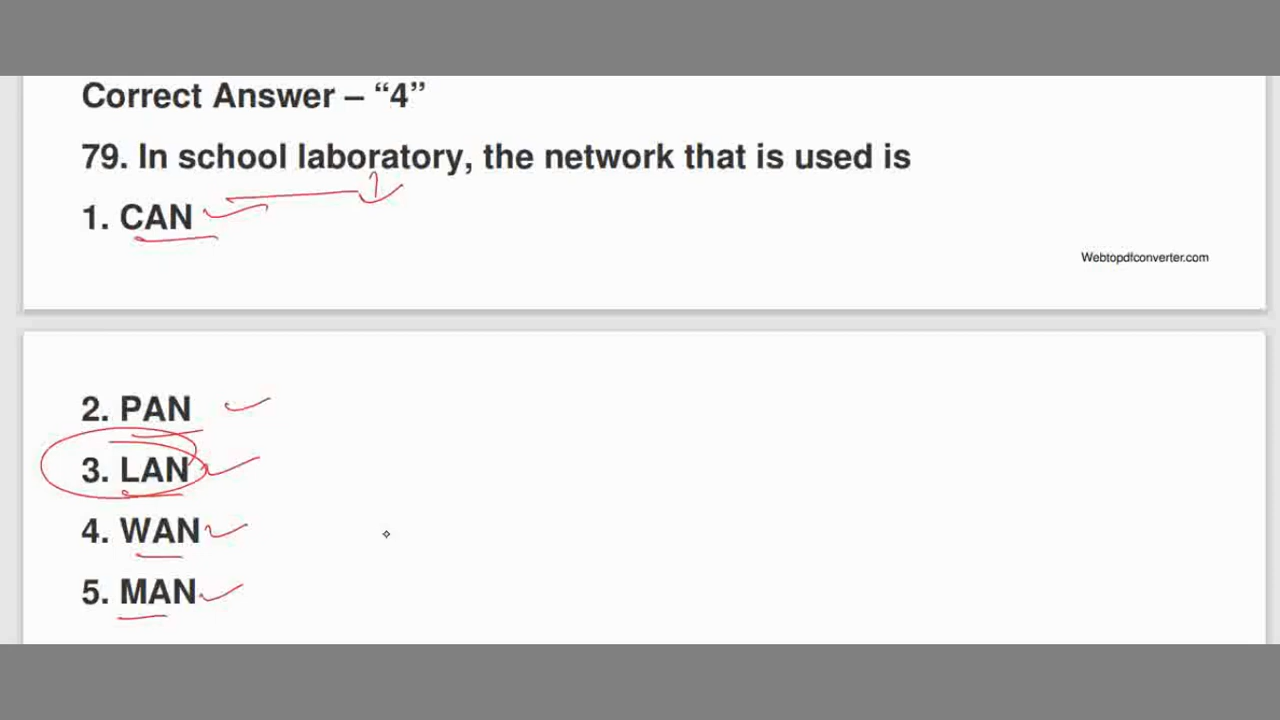 Correct Answer – “4”
79. In school laboratory, the network that is used is
1. CAN
Webtopdfconverter.com
2. PAN
3. LAN
4. WAN
5. MAN